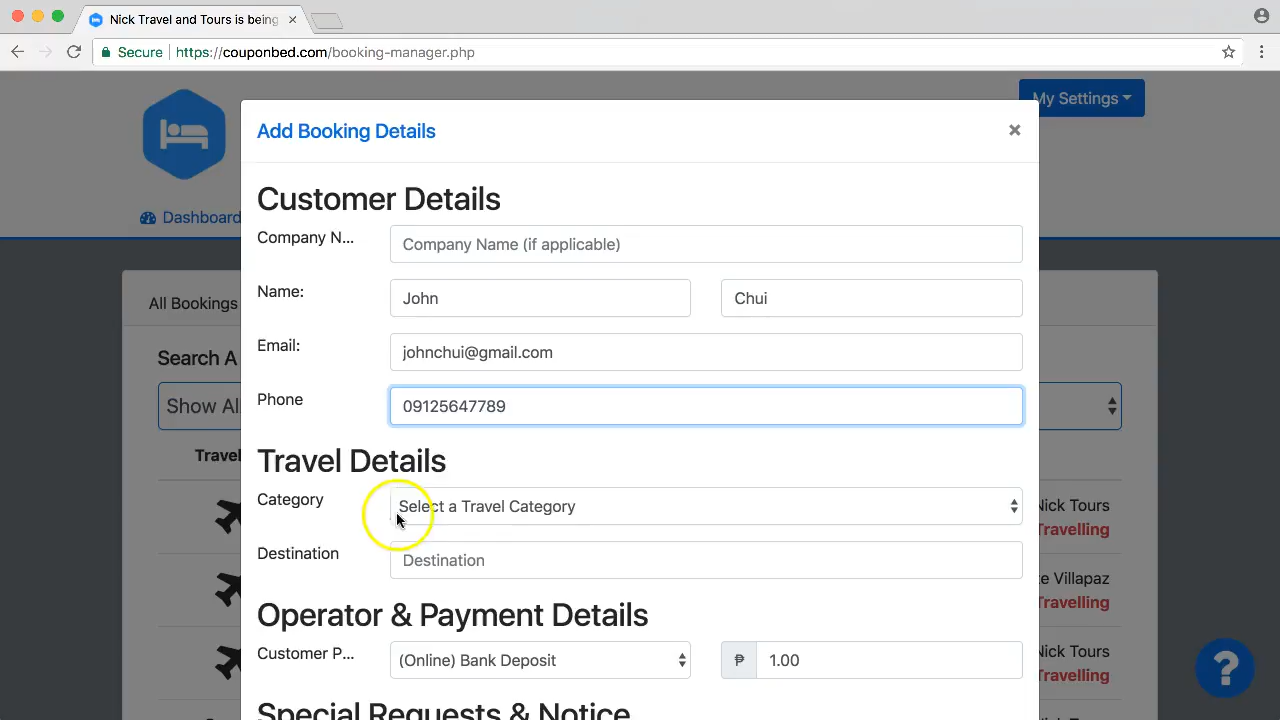 Nick Travel and Tours is being
Secure https://couponbed.com/booking-manager.php
My Settings
Add Booking Details ×
Dashboard
Customer Details
Company N... Company Name (if applicable)
Name: John Chui
All Bookings
Email: johnchui@gmail.com
Search A
Phone 09125647789
Show All
Travel
Travel Details
Category Select a Travel Category
Nick Tours
Travelling
Destination Destination
te Villapaz
Travelling
Operator & Payment Details
Customer P... (Online) Bank Deposit ₱ 1.00
Nick Tours
Travelling
?
Special Requests & Notice